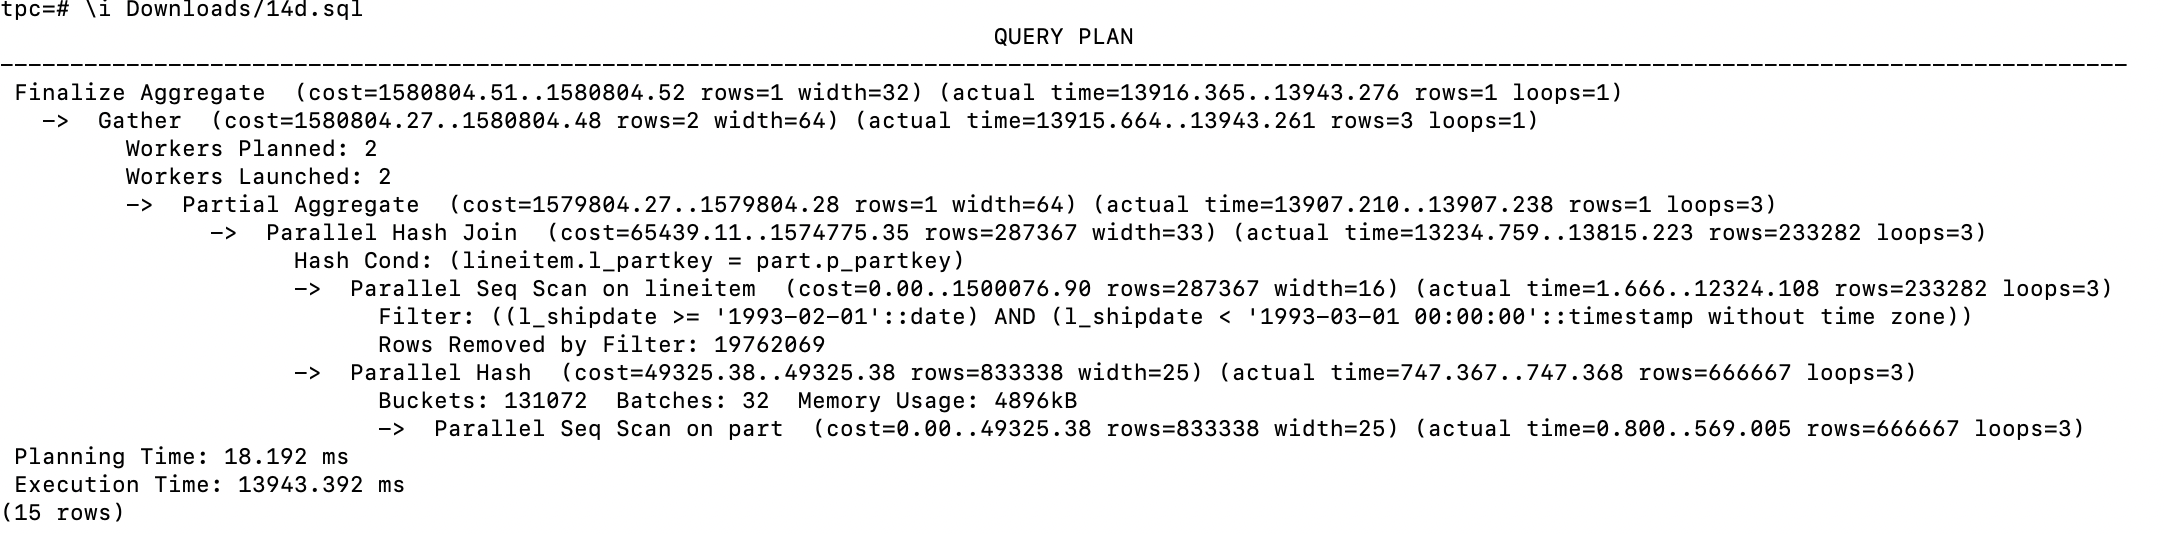 tpc=# \i Downloads/14d.sql
QUERY PLAN
--------------------------------------------------------------------------------------------------------------------------------------------------------
Finalize Aggregate  (cost=1580804.51..1580804.52 rows=1 width=32) (actual time=13916.365..13943.276 rows=1 loops=1)
->  Gather  (cost=1580804.27..1580804.48 rows=2 width=64) (actual time=13915.664..13943.261 rows=3 loops=1)
Workers Planned: 2
Workers Launched: 2
->  Partial Aggregate  (cost=1579804.27..1579804.28 rows=1 width=64) (actual time=13907.210..13907.238 rows=1 loops=3)
->  Parallel Hash Join  (cost=65439.11..1574775.35 rows=287367 width=33) (actual time=13234.759..13815.223 rows=233282 loops=3)
Hash Cond: (lineitem.l_partkey = part.p_partkey)
->  Parallel Seq Scan on lineitem  (cost=0.00..1500076.90 rows=287367 width=16) (actual time=1.666..12324.108 rows=233282 loops=3)
Filter: ((l_shipdate >= '1993-02-01'::date) AND (l_shipdate < '1993-03-01 00:00:00'::timestamp without time zone))
Rows Removed by Filter: 19762069
->  Parallel Hash  (cost=49325.38..49325.38 rows=833338 width=25) (actual time=747.367..747.368 rows=666667 loops=3)
Buckets: 131072  Batches: 32  Memory Usage: 4896kB
->  Parallel Seq Scan on part  (cost=0.00..49325.38 rows=833338 width=25) (actual time=0.800..569.005 rows=666667 loops=3)
Planning Time: 18.192 ms
Execution Time: 13943.392 ms
(15 rows)